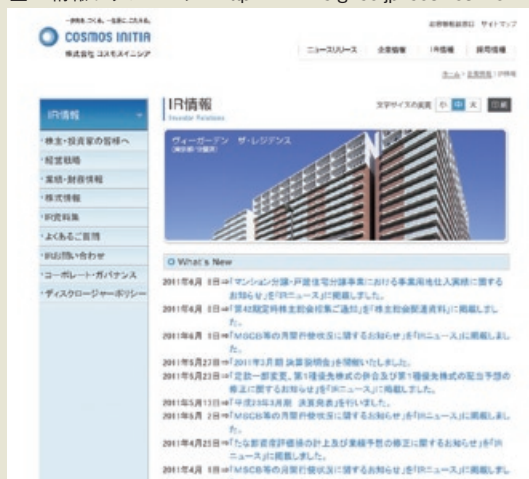 COSMOS INITIA
株式会社 コスモスイニシア
サイトマップ
ニュースリリース 企業情報 IR情報 採用情報
ホーム > 企業情報 > IR情報
IR情報
Investor Relations
文字サイズの変更 小 中 大 印刷
IR情報
株主・投資家の皆様へ
経営戦略
業績・財務情報
株式情報
IR資料集
よくあるご質問
IRお問い合わせ
コーポレート・ガバナンス
ディスクロージャーポリシー
ヴィーガーデン ザ・レジデンス
What's New
2011年6月 8日⇒「マンション分譲・戸建住宅分譲事業における事業用地仕入実績に関する
お知らせ」を「IRニュース」に掲載しました。
2011年6月 「第42期定時株主総会招集ご通知」を「株主総会関連資料」に掲載しまし
た。
2011年6月 1日⇒「MSCB等の月間行使状況に関するお知らせ」を「IRニュース」に掲載しまし
た。
2011年5月27日⇒「2011年3月期 決算説明会」を開催いたしました。
2011年5月23日⇒「定款一部変更、第1種優先株式の併合及び第1種優先株式の配当予想の
修正に関するお知らせ」を「IRニュース」に掲載しました。
2011年5月13日⇒「平成23年3月期 決算発表」を行いました。
2011年5月 2日⇒「MSCB等の月間行使状況に関するお知らせ」を「IRニュース」に掲載しまし
た。
2011年4月25日⇒「たな卸資産評価損の計上及び業績予想の修正に関するお知らせ」を「IR
ニュース」に掲載しました。
2011年4月 1日⇒「MSCB等の月間行使状況に関するお知らせ」を「IRニュース」に掲載しまし